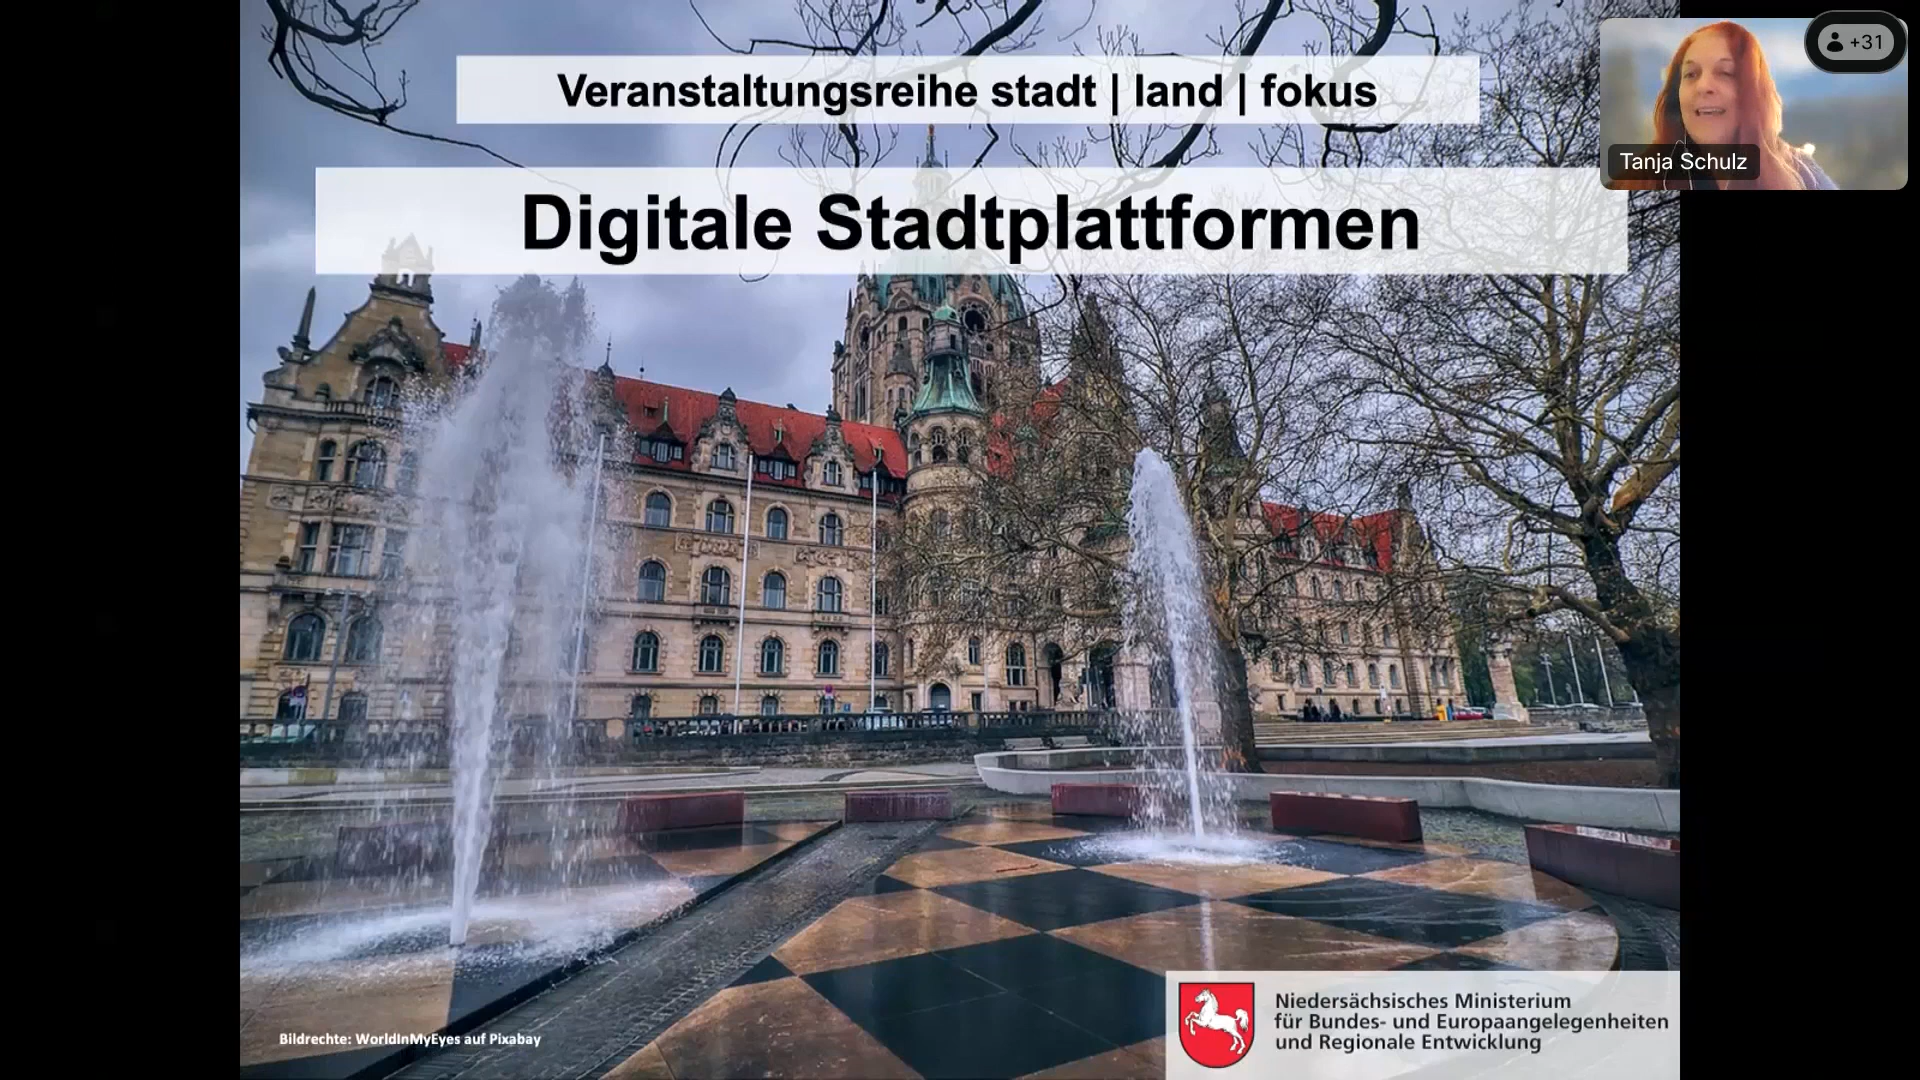 Veranstaltungsreihe stadt | land | fokus
+31
Tanja Schulz
Digitale Stadtplattformen
Niedersächsisches Ministerium
für Bundes- und Europaangelegenheiten
und Regionale Entwicklung
Bildrechte: WorldInMyEyes auf Pixabay